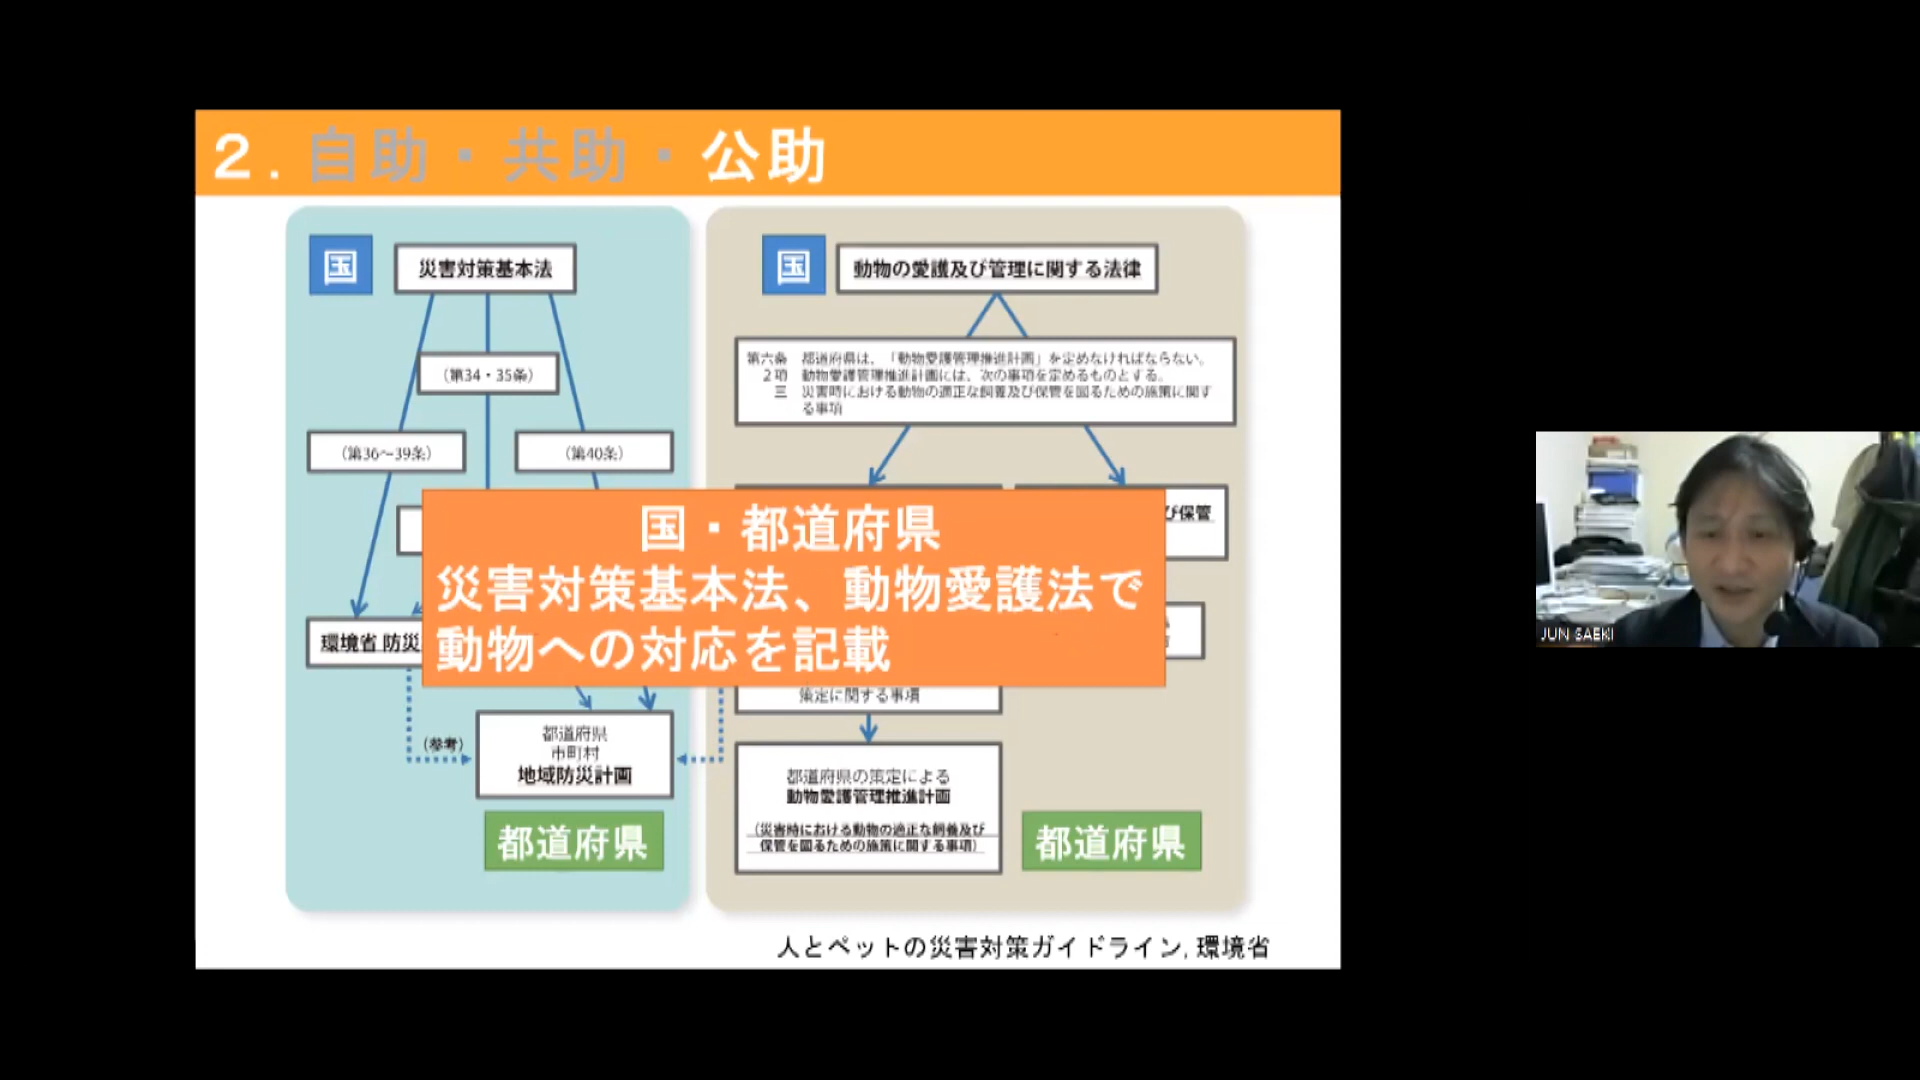 2．自助・共助・公助
国
災害対策基本法
（第34・35条）
（第36～39条）
（第40条）
環境省 防災
（参考）
都道府県
市町村
地域防災計画
都道府県
国
動物の愛護及び管理に関する法律
第六条　都道府県は、「動物愛護管理推進計画」を定めなければならない。
２項　動物愛護管理推進計画には、次の事項を定めるものとする。
三　災害時における動物の適正な飼養及び保管を図るための施策に関す
る事項
び保管
国・都道府県
災害対策基本法、動物愛護法で
動物への対応を記載
策定に関する事項
都道府県の策定による
動物愛護管理推進計画
（災害時における動物の適正な飼養及び
保管を図るための施策に関する事項）
都道府県
人とペットの災害対策ガイドライン, 環境省
JUN SAEKI